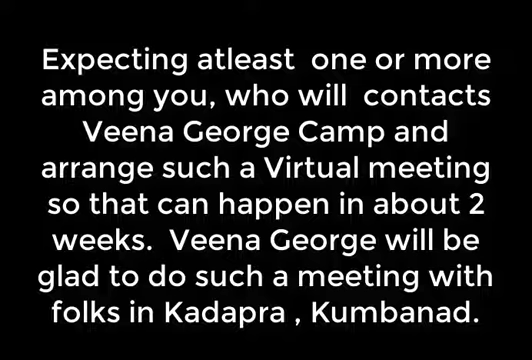 Expecting atleast one or more
among you, who will contacts
Veena George Camp and
arrange such a Virtual meeting
so that can happen in about 2
weeks. Veena George will be
glad to do such a meeting with
folks in Kadapra , Kumbanad.